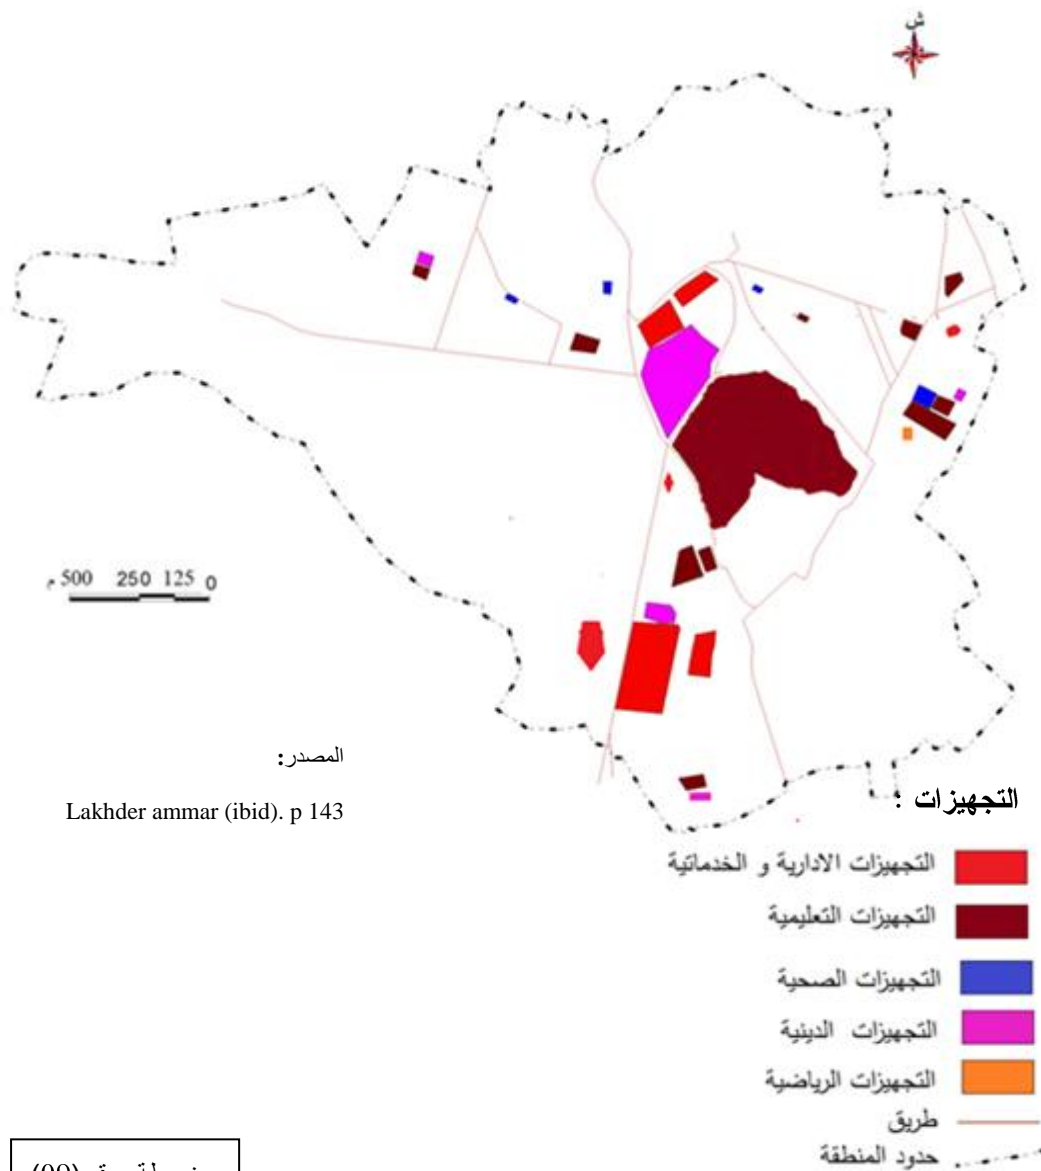 ش
500 م 250 125 0
المصدر:
Lakhder ammar (ibid). p 143
التجهيزات :
التجهيزات الادارية و الخدماتية
التجهيزات التعليمية
التجهيزات الصحية
التجهيزات الدينية
التجهيزات الرياضية
طريق
حدود المنطقة
(09)